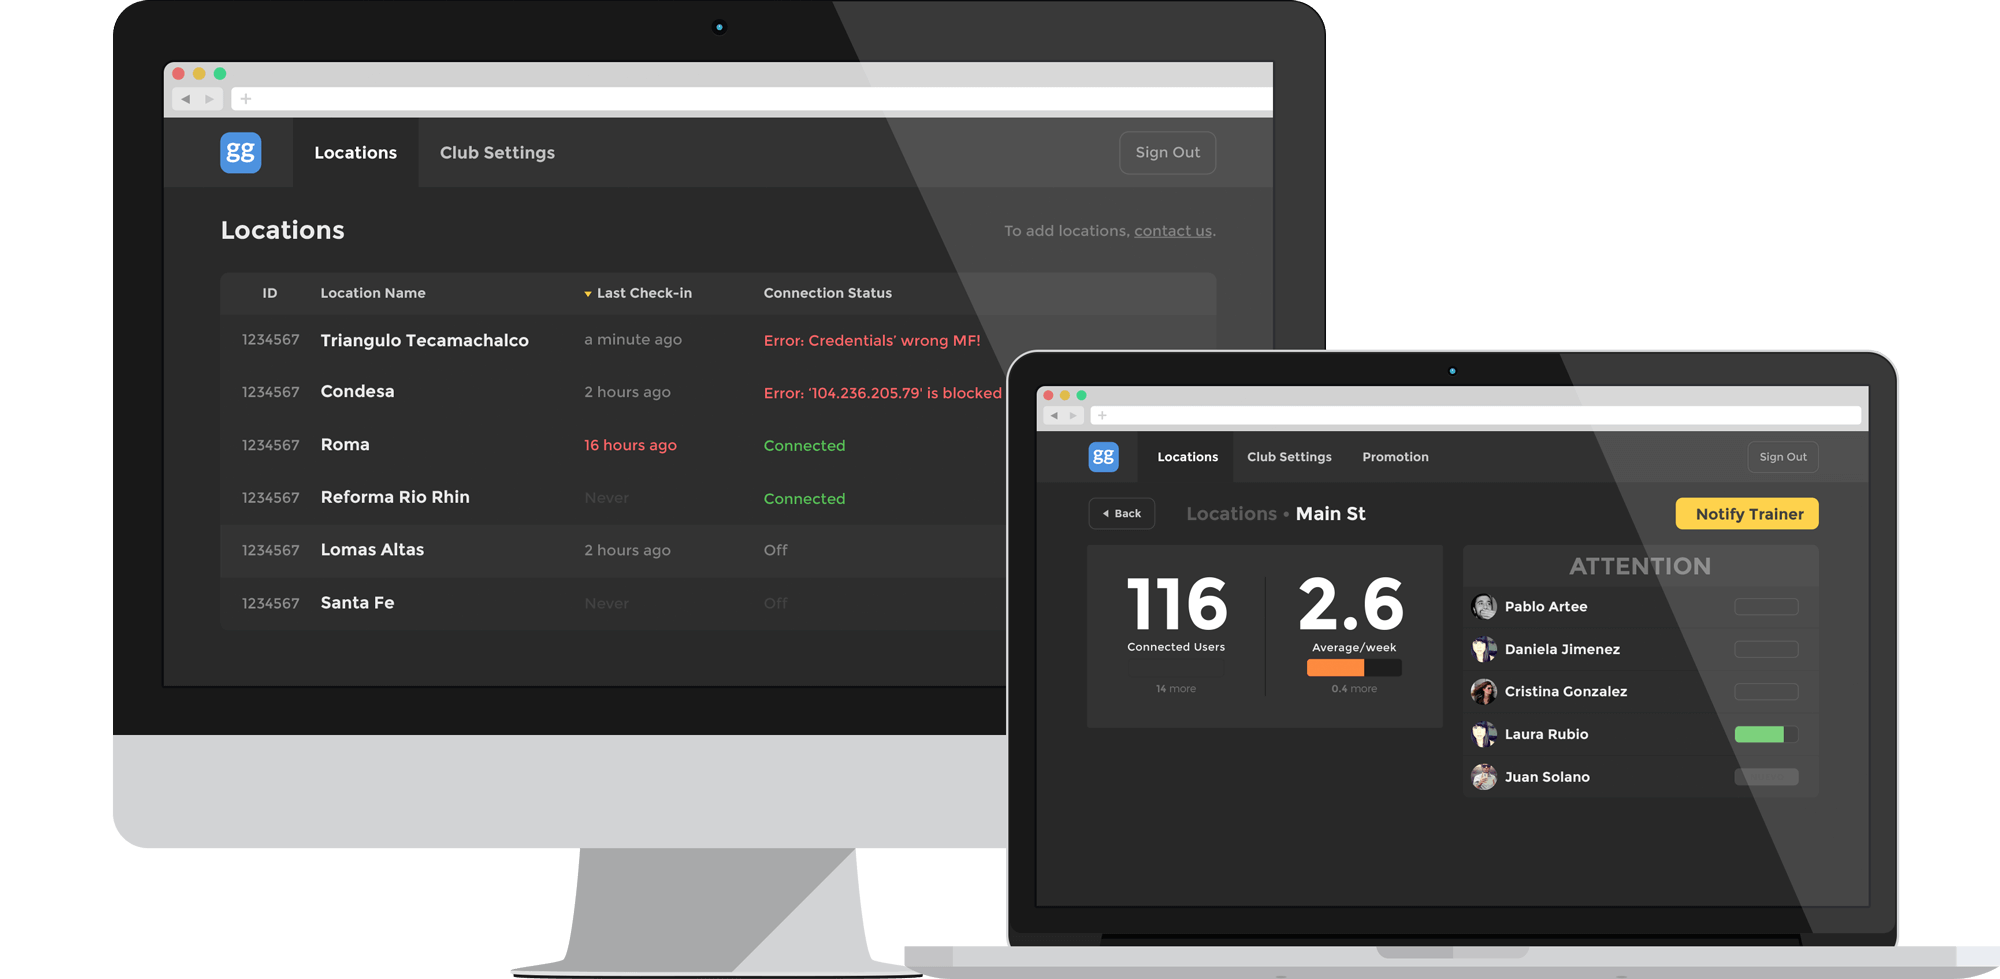 gg Locations Club Settings Sign Out
Locations To add locations, contact us.
ID Location Name Last Check-in Connection Status
1234567 Triangulo Tecamachalco a minute ago Error: Credentials' wrong MF!
1234567 Condesa 2 hours ago Error: '104.236.205.79' is blocked
1234567 Roma 16 hours ago Connected
1234567 Reforma Rio Rhin Never Connected
1234567 Lomas Altas 2 hours ago Off
1234567 Santa Fe Never Off
gg Locations Club Settings Promotion Sign Out
Back Locations • Main St Notify Trainer
116 2.6
Connected Users Average/week
14 more 0.4 more
ATTENTION
Pablo Artee
Daniela Jimenez
Cristina Gonzalez
Laura Rubio
Juan Solano